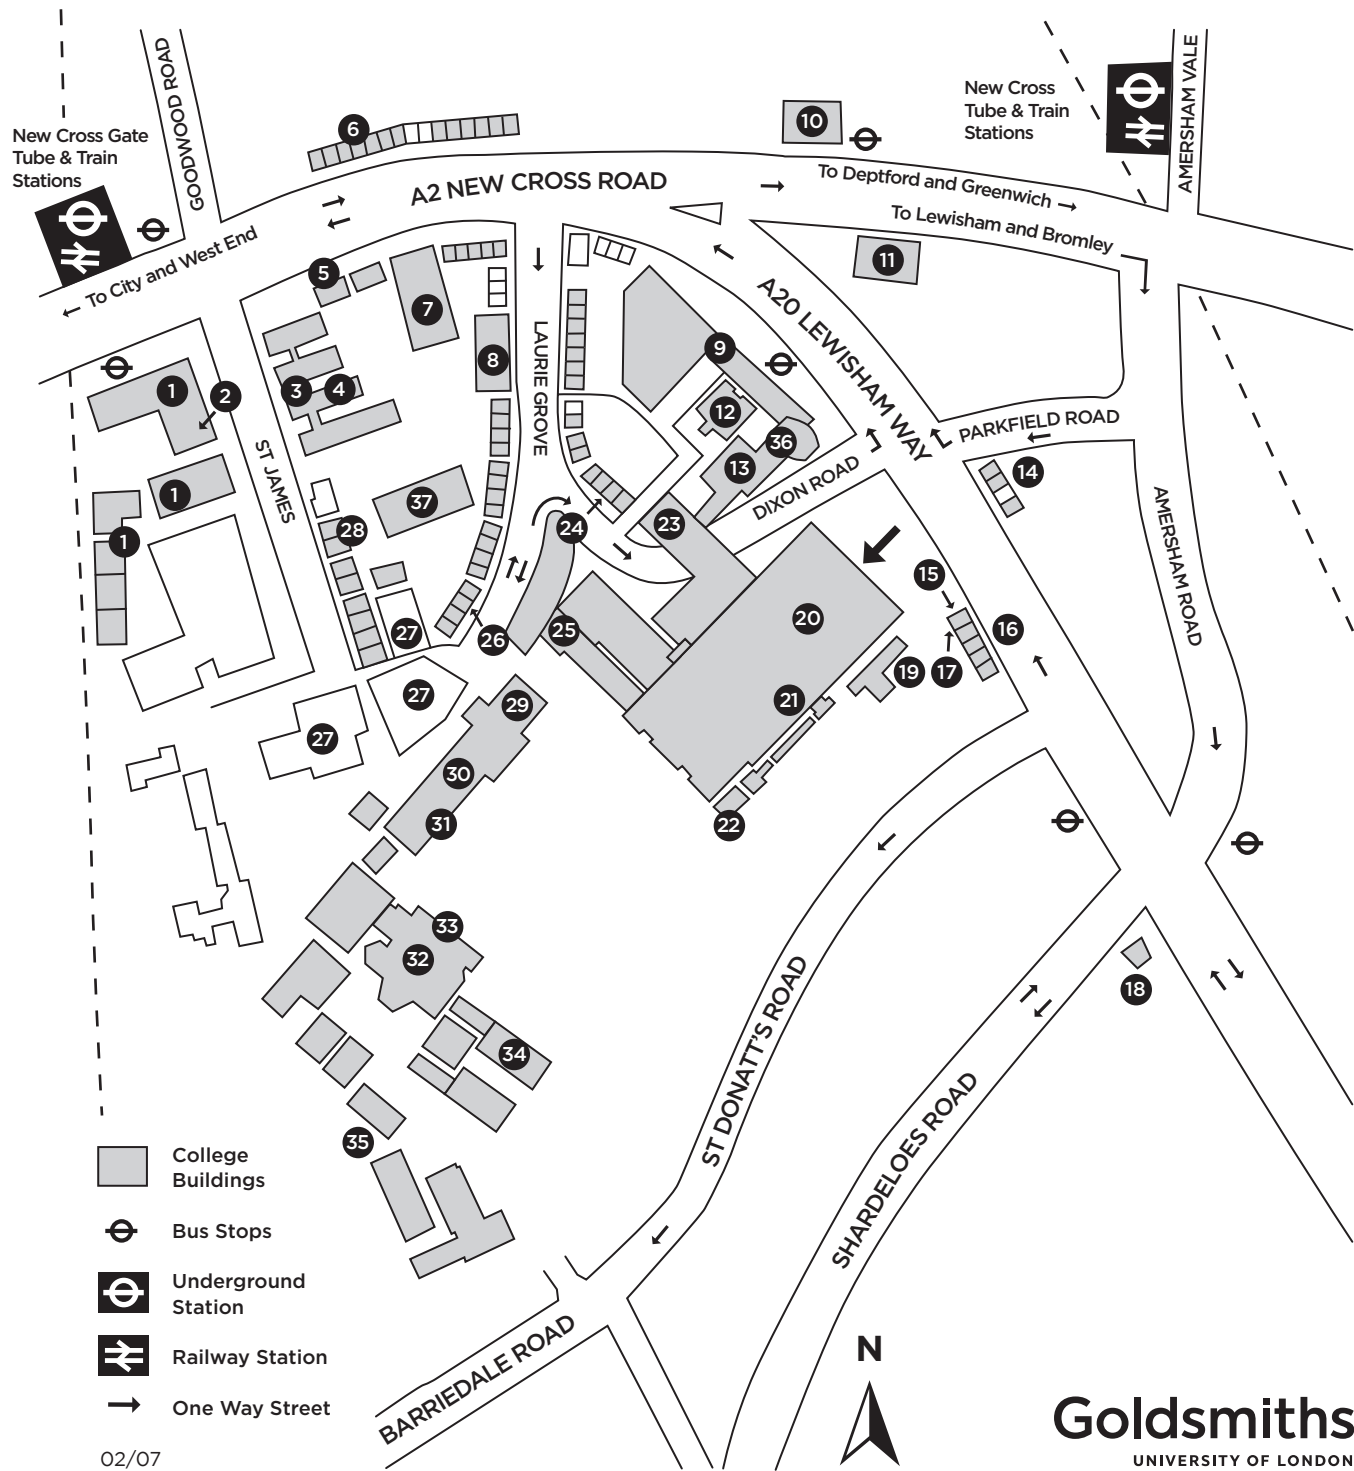 GOODWOOD ROAD
AMERSHAM VALE
New Cross
Tube & Train
Stations
New Cross Gate
Tube & Train
Stations
6
10
A2 NEW CROSS ROAD
To Deptford and Greenwich
To Lewisham and Bromley
To City and West End
5
7
11
A20 LEWISHAM WAY
LAURIE GROVE
8
9
1
2
3
4
12
ST JAMES
PARKFIELD ROAD
36
13
DIXON ROAD
14
1
37
AMERSHAM ROAD
28
24
23
1
15
20
16
27
26
25
19
17
27
29
21
27
30
31
22
33
32
18
ST DONATT'S ROAD
34
SHARDELOES ROAD
35
College
Buildings
Bus Stops
Underground
Station
Railway Station
One Way Street
BARRIEDALE ROAD
N
Goldsmiths
UNIVERSITY OF LONDON
02/07